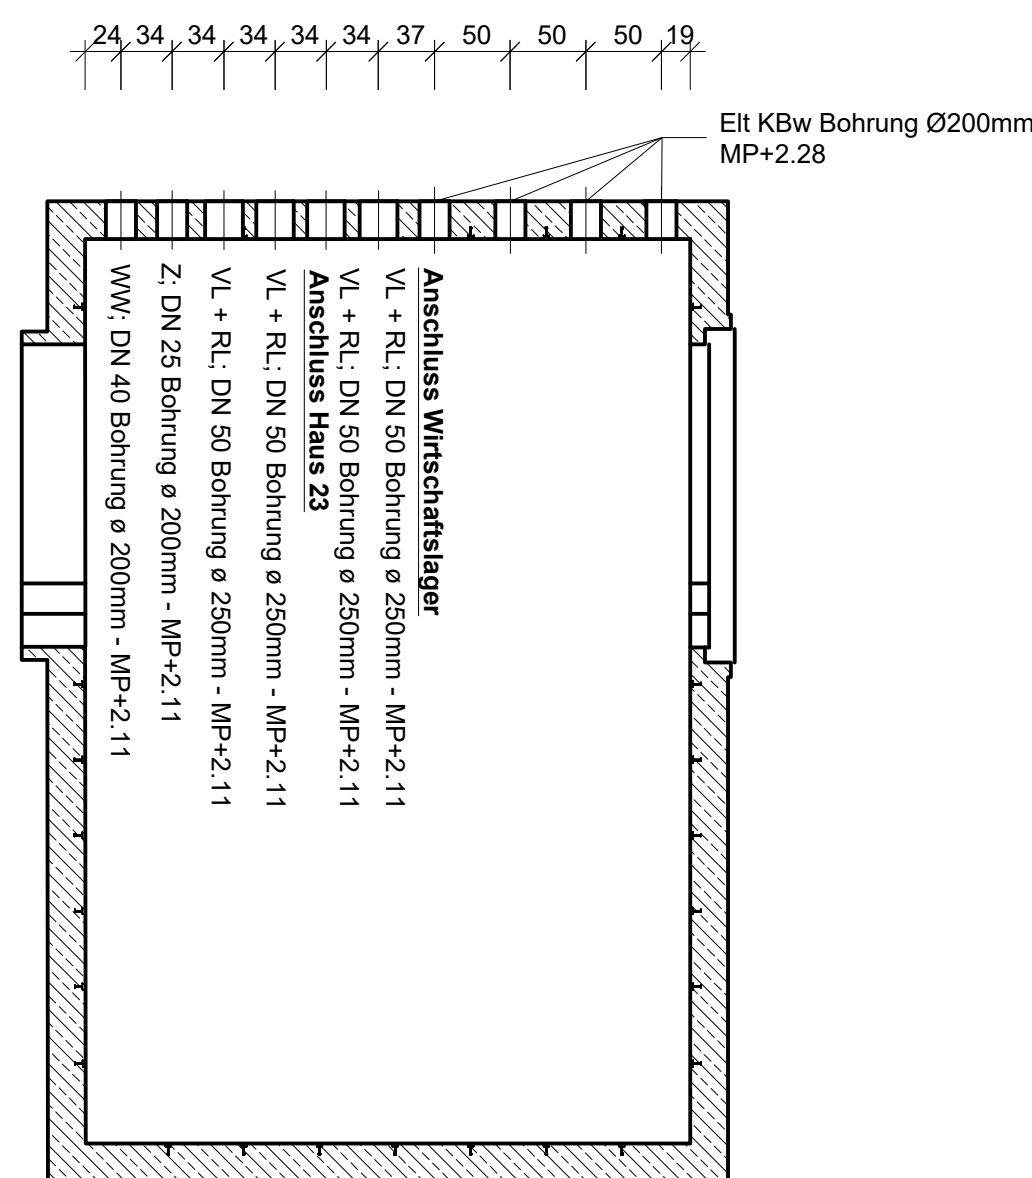 24 34 34 34 34 34 37 50 50 50 19
Elt KBw Bohrung Ø200mm
MP+2.28
Anschluss Wirtschaftslager
VL + RL; DN 50 Bohrung ø 250mm - MP+2.11
VL + RL; DN 50 Bohrung ø 250mm - MP+2.11
Anschluss Haus 23
VL + RL; DN 50 Bohrung ø 250mm - MP+2.11
VL + RL; DN 50 Bohrung ø 250mm - MP+2.11
Z; DN 25 Bohrung ø 200mm - MP+2.11
WW; DN 40 Bohrung ø 200mm - MP+2.11